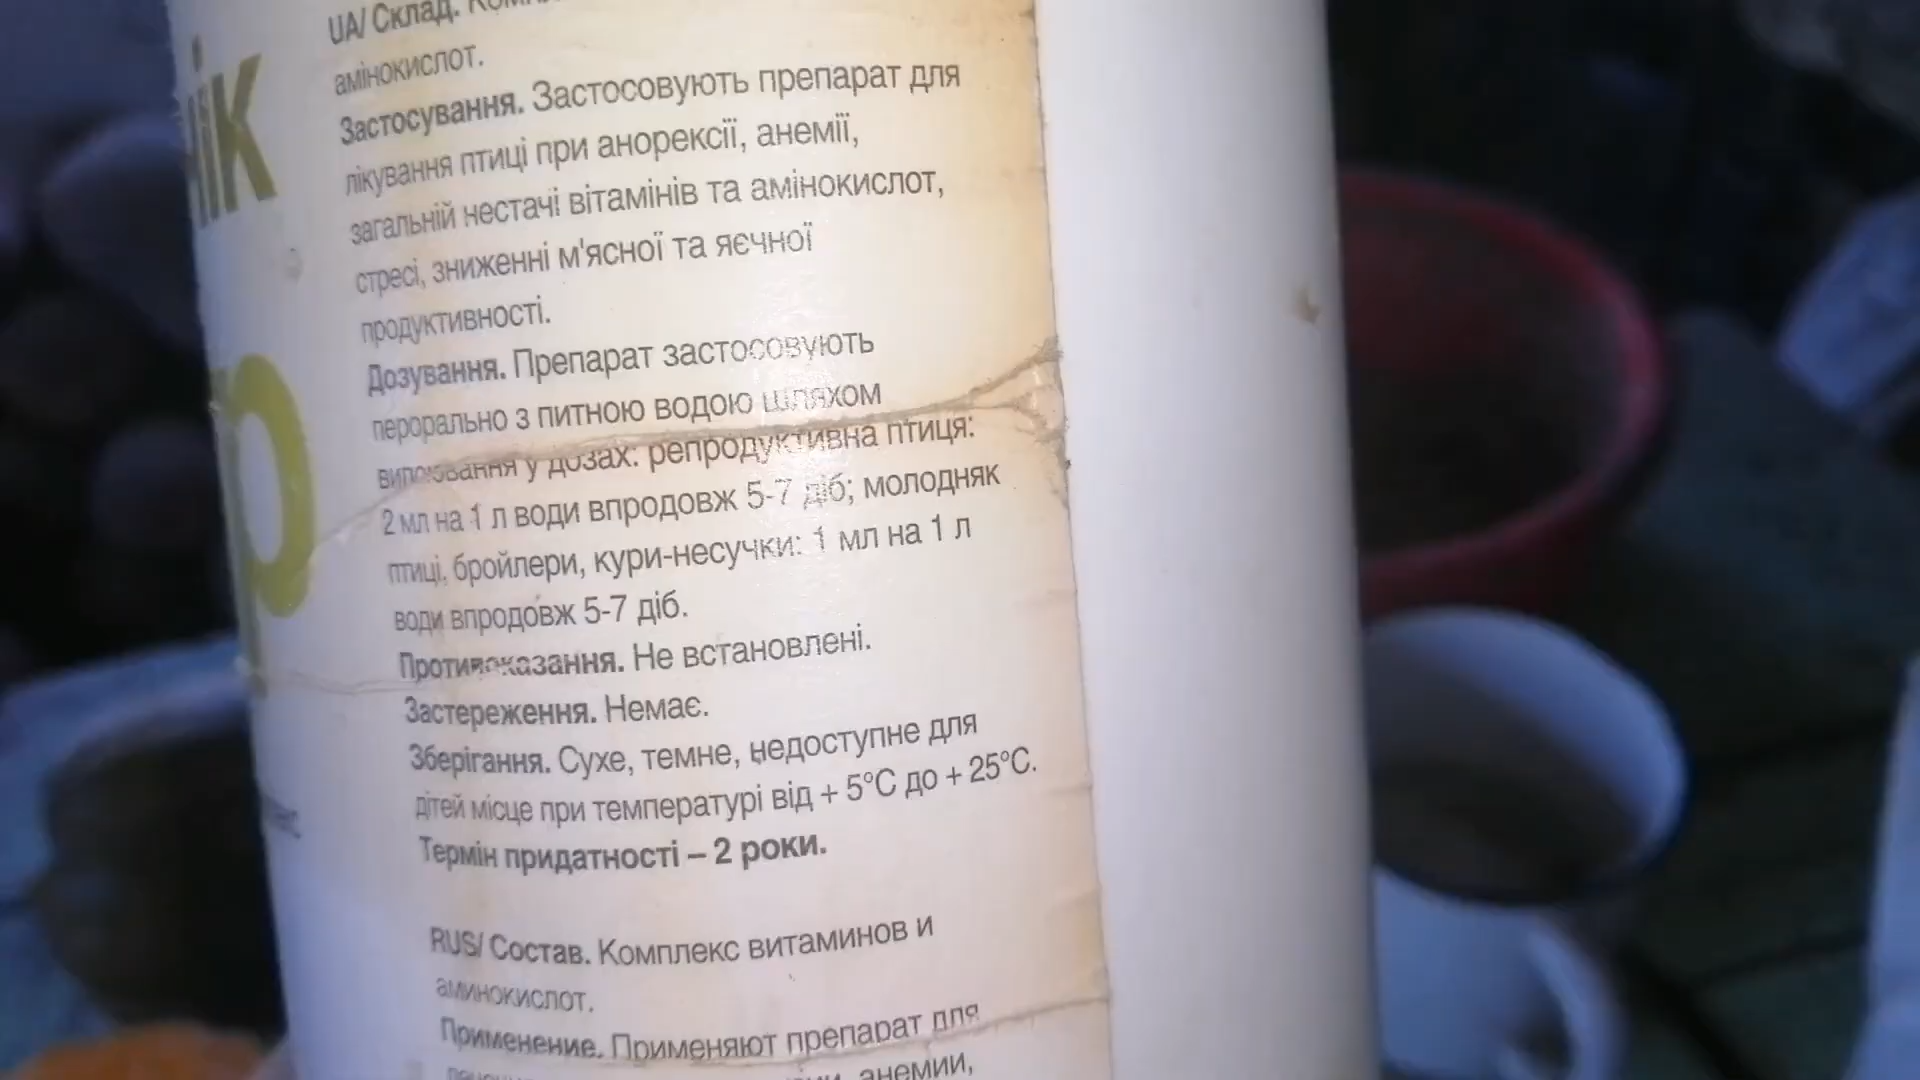 UA/ Склад.
амінокислот.
Застосування. Застосовують препарат для
лікування птиці при анорексії, анемії,
загальній нестачі вітамінів та амінокислот,
стресі, зниженні м'ясної та яєчної
продуктивності.
Дозування. Препарат застосовують
перорально з питною водою шляхом
випоювання у дозах: репродуктивна птиця:
2 мл на 1 л води впродовж 5-7 діб; молодняк
птиці, бройлери, кури-несучки: 1 мл на 1 л
води впродовж 5-7 діб.
Протипоказання. Не встановлені.
Застереження. Немає.
Зберігання. Сухе, темне, недоступне для
дітей місце при температурі від + 5°С до + 25°С.
Термін придатності – 2 роки.
RUS/ Состав. Комплекс витаминов и
аминокислот.
Применение. Применяют препарат для
анемии,